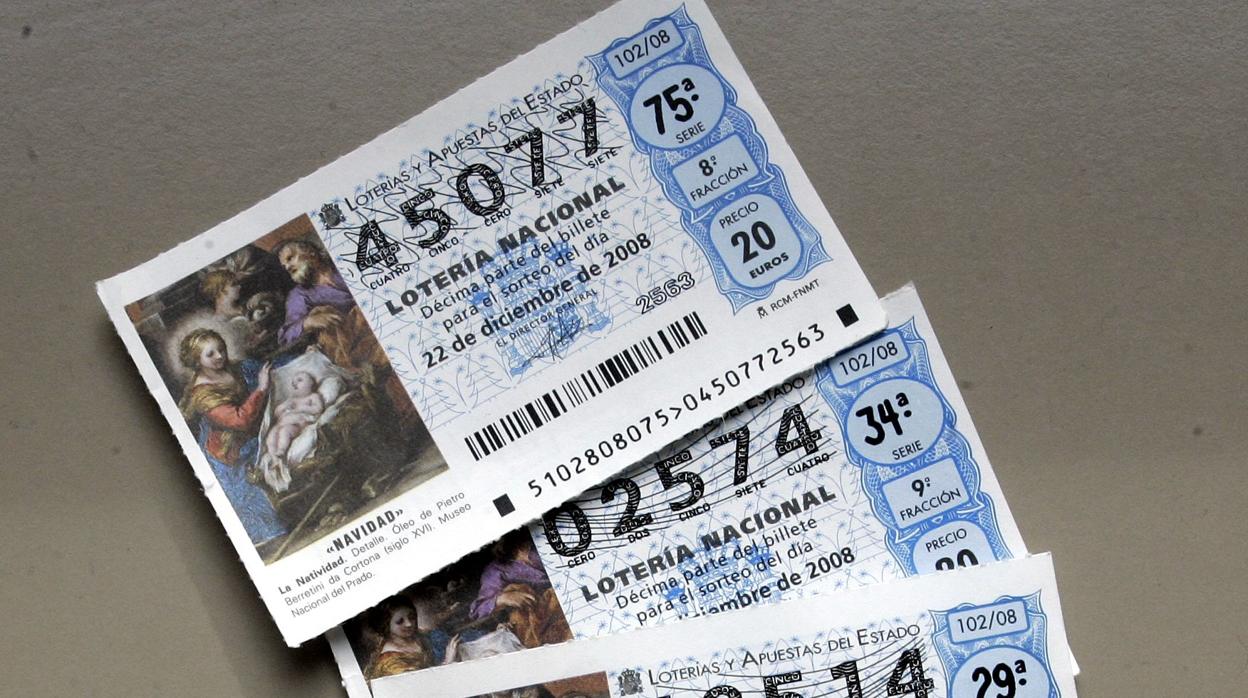 102/08
75ª
SERIE
8ª
FRACCIÓN
PRECIO
20
EUROS
LOTERÍAS Y APUESTAS DEL ESTADO
45077
CUATRO CINCO CERO SIETE SIETE
LOTERÍA NACIONAL
Décima parte del billete
para el sorteo del día
22 de diciembre de 2008
EL DIRECTOR GENERAL
2563
RCM-FNMT
5102808075>0450772563
«NAVIDAD»
La Natividad. Detalle. Óleo de Pietro
Berretini da Cortona (siglo XVI). Museo
Nacional del Prado.
102/08
34ª
SERIE
9ª
FRACCIÓN
PRECIO
20
DEL ESTADO
02574
CERO DOS CINCO SIETE CUATRO
LOTERÍA NACIONAL
Décima parte del billete
para el sorteo del día
diciembre de 2008
102/08
29ª
LOTERÍAS Y APUESTAS DEL ESTADO